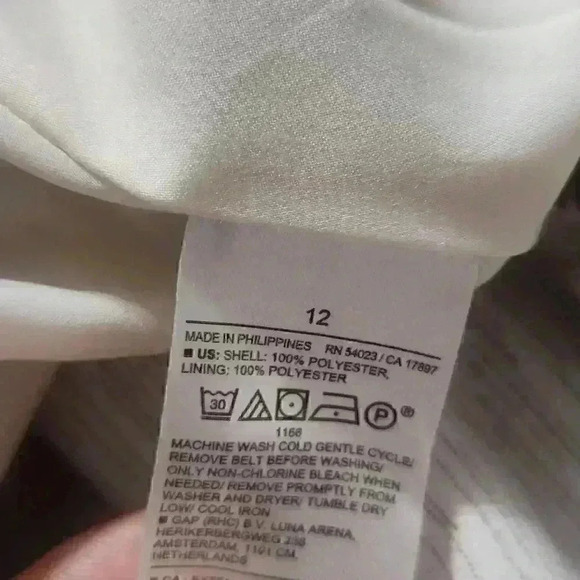 12
MADE IN PHILIPPINES RN 54023 / CA 17897
■ US: SHELL: 100% POLYESTER,
LINING: 100% POLYESTER
30 P ®
1166
MACHINE WASH COLD GENTLE CYCLE/
REMOVE BELT BEFORE WASHING/
ONLY NON-CHLORINE BLEACH WHEN
NEEDED/ REMOVE PROMPTLY FROM
WASHER AND DRYER/ TUMBLE DRY
LOW/ COOL IRON
■ GAP (RHC) B.V. LUNA ARENA,
HERIKERBERGWEG 238
AMSTERDAM, 1101 CM,
NETHERLANDS